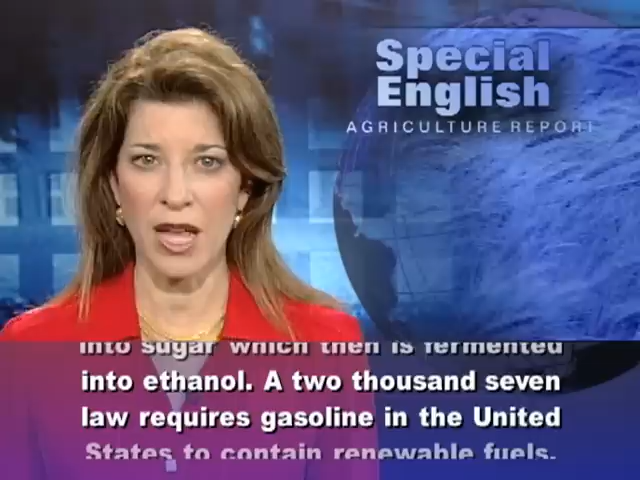 Special
English
AGRICULTURE REPORT
into sugar which then is fermented
into ethanol. A two thousand seven
law requires gasoline in the United
States to contain renewable fuels.